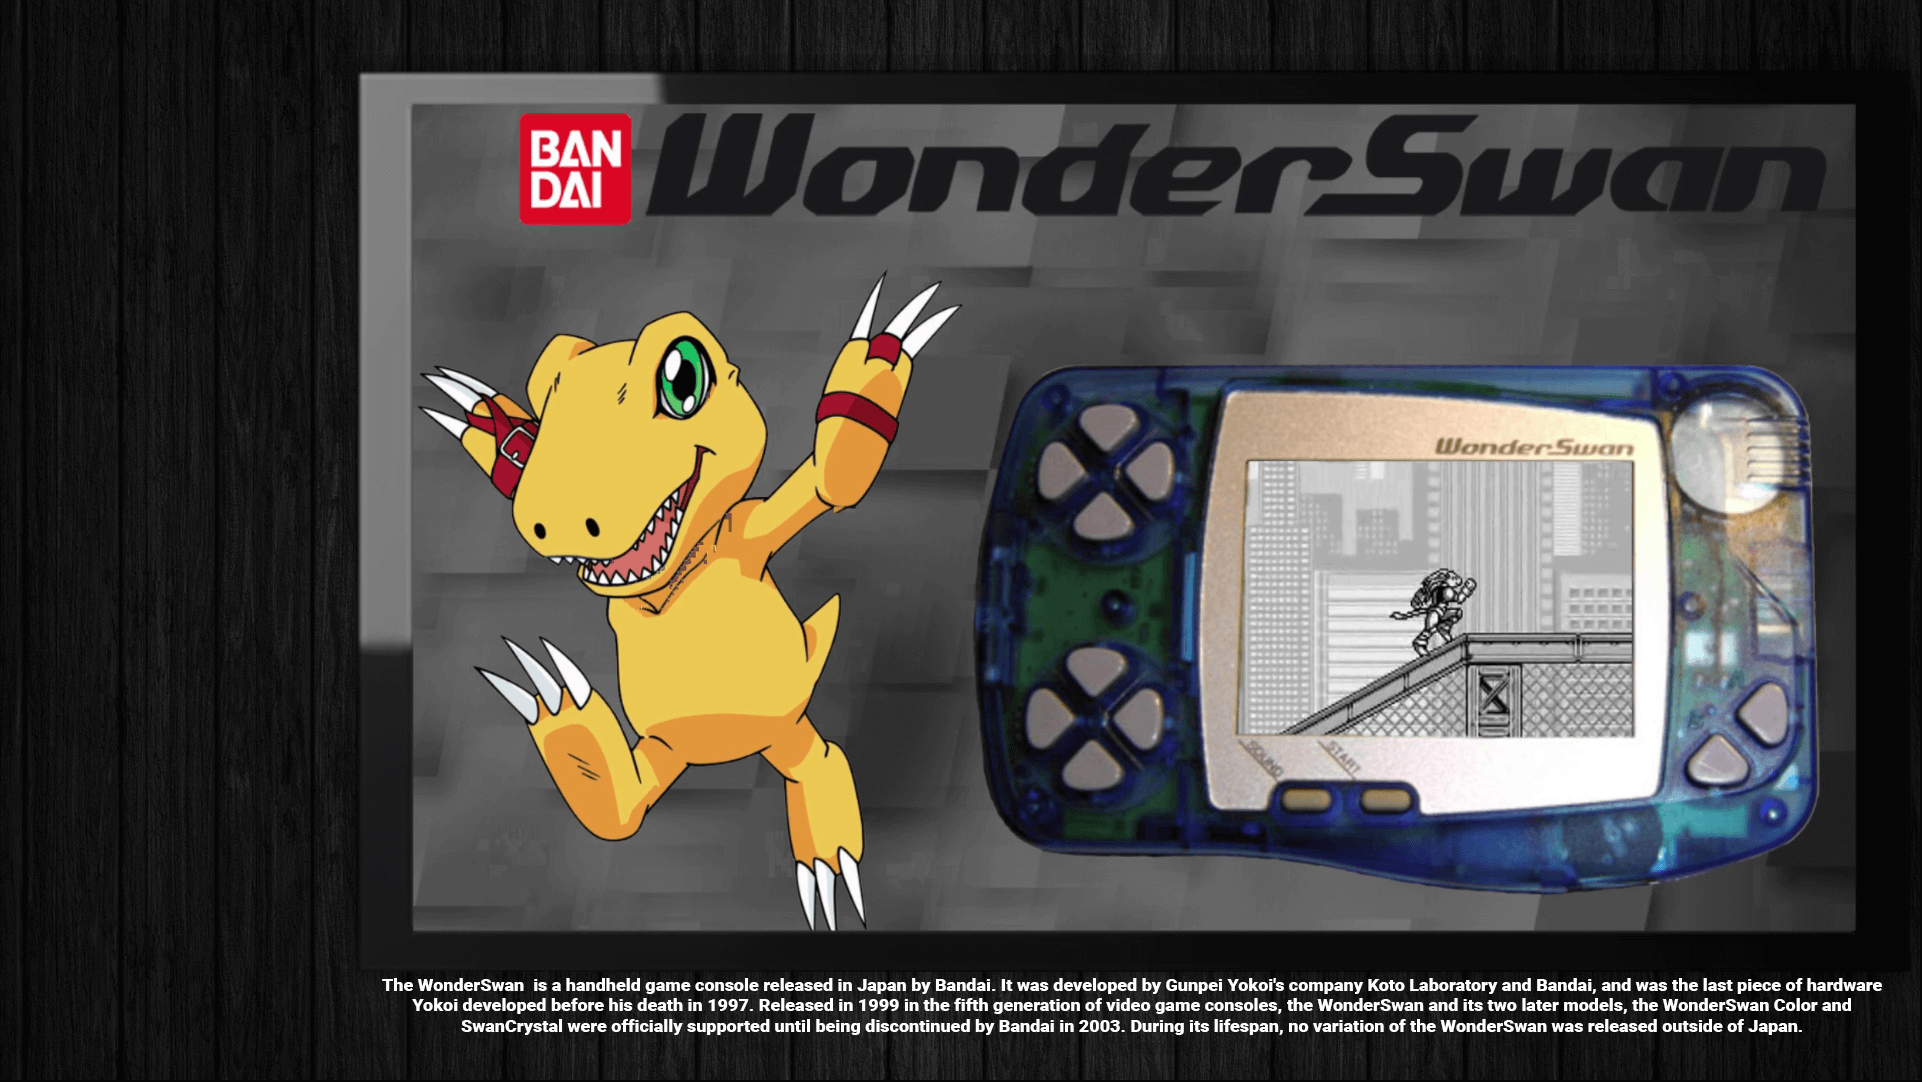 BAN
DAI
WonderSwan
WonderSwan
SOUND
START
The WonderSwan  is a handheld game console released in Japan by Bandai. It was developed by Gunpei Yokoi's company Koto Laboratory and Bandai, and was the last piece of hardware
Yokoi developed before his death in 1997. Released in 1999 in the fifth generation of video game consoles, the WonderSwan and its two later models, the WonderSwan Color and
SwanCrystal were officially supported until being discontinued by Bandai in 2003. During its lifespan, no variation of the WonderSwan was released outside of Japan.